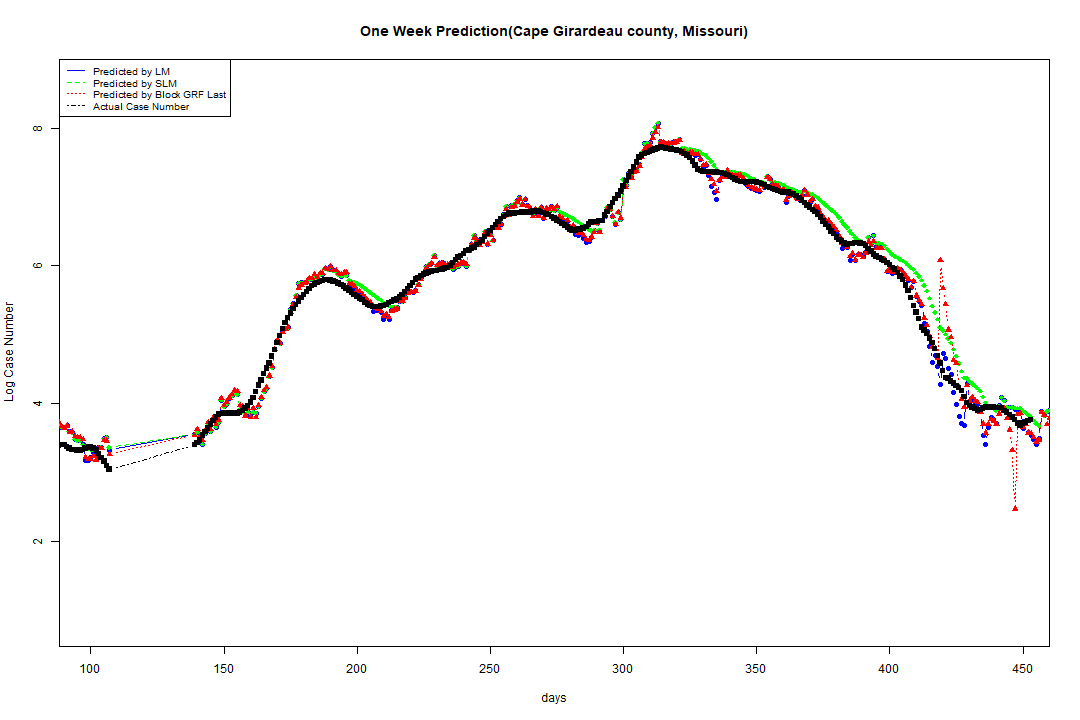 One Week Prediction(Cape Girardeau county, Missouri)
Predicted by LM
Predicted by SLM
Predicted by Block GRF Last
Actual Case Number
8
6
4
2
Log Case Number
100 150 200 250 300 350 400 450
days